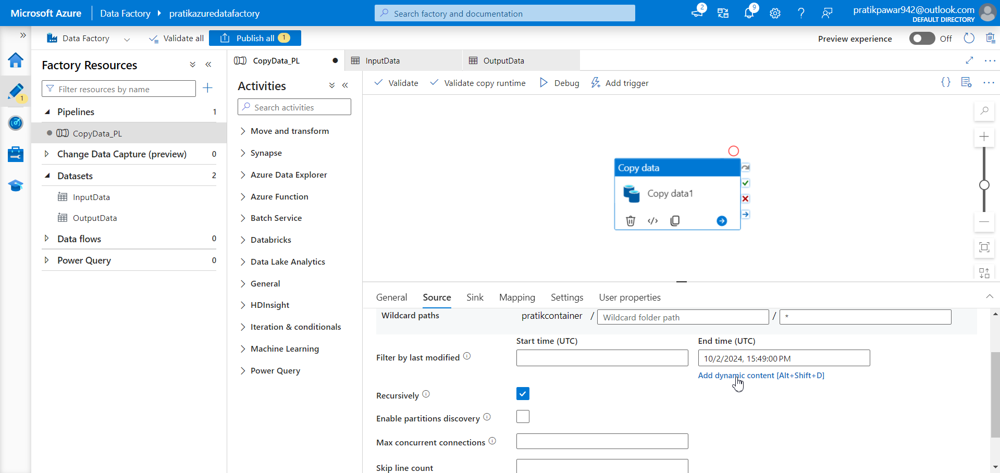 Microsoft Azure
Data Factory
pratikazuredatafactory
Search factory and documentation
2
9
pratikpawar942@outlook.com
DEFAULT DIRECTORY
Data Factory
Validate all
Publish all
1
Preview experience
Off
1
Factory Resources
Filter resources by name
Pipelines
1
CopyData_PL
Change Data Capture (preview)
0
Datasets
2
InputData
OutputData
Data flows
0
Power Query
0
CopyData_PL
InputData
OutputData
Activities
Search activities
Move and transform
Synapse
Azure Data Explorer
Azure Function
Batch Service
Databricks
Data Lake Analytics
General
HDInsight
Iteration & conditionals
Machine Learning
Power Query
Validate
Validate copy runtime
Debug
Add trigger
{}
Copy data
Copy data1
General
Source
Sink
Mapping
Settings
User properties
Wildcard paths
pratikcontainer
/
Wildcard folder path
/
*
Start time (UTC)
End time (UTC)
Filter by last modified
10/2/2024, 15:49:00 PM
Add dynamic content [Alt+Shift+D]
Recursively
Enable partitions discovery
Max concurrent connections
Skip line count